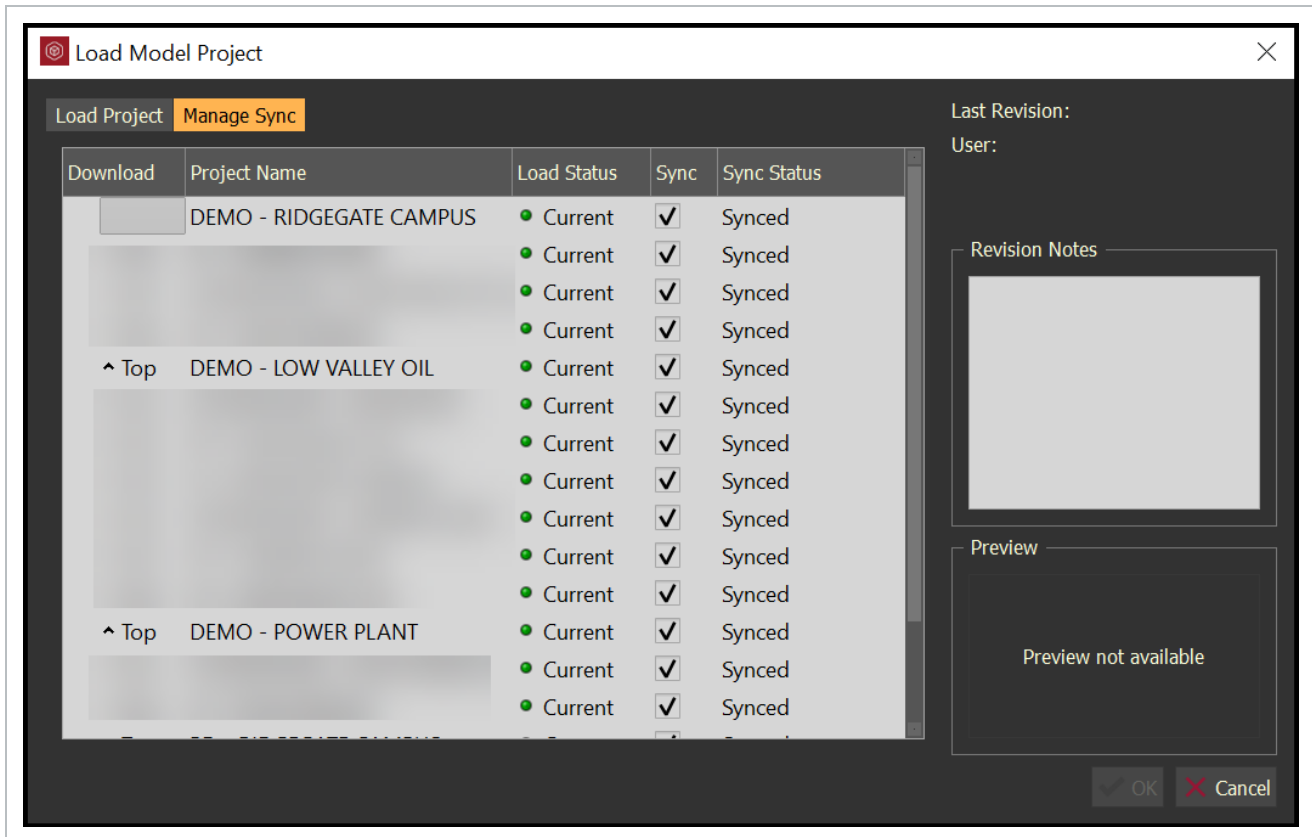 Load Model Project
Load Project Manage Sync
Last Revision:
User:
Download Project Name Load Status Sync Sync Status
DEMO - RIDGEGATE CAMPUS Current Synced
Current Synced
Current Synced
Current Synced
^ Top DEMO - LOW VALLEY OIL Current Synced
Current Synced
Current Synced
Current Synced
Current Synced
Current Synced
Current Synced
^ Top DEMO - POWER PLANT Current Synced
Current Synced
Current Synced
Revision Notes
Preview
Preview not available
OK Cancel